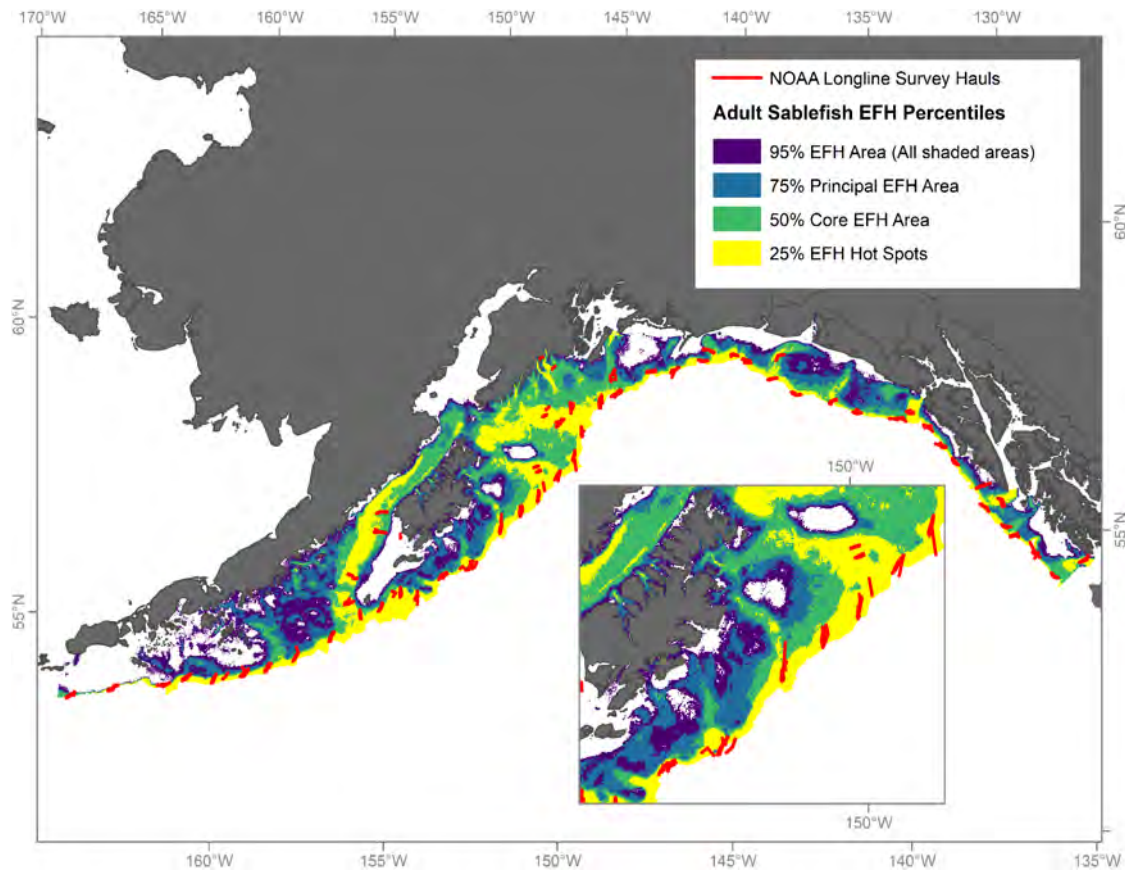 170°W 165°W 160°W 155°W 150°W 145°W 140°W 135°W 130°W
NOAA Longline Survey Hauls
Adult Sablefish EFH Percentiles
95% EFH Area (All shaded areas)
75% Principal EFH Area
50% Core EFH Area
25% EFH Hot Spots
60°N
60°N
150°W
55°N
55°N
150°W
160°W 155°W 150°W 145°W 140°W 135°W